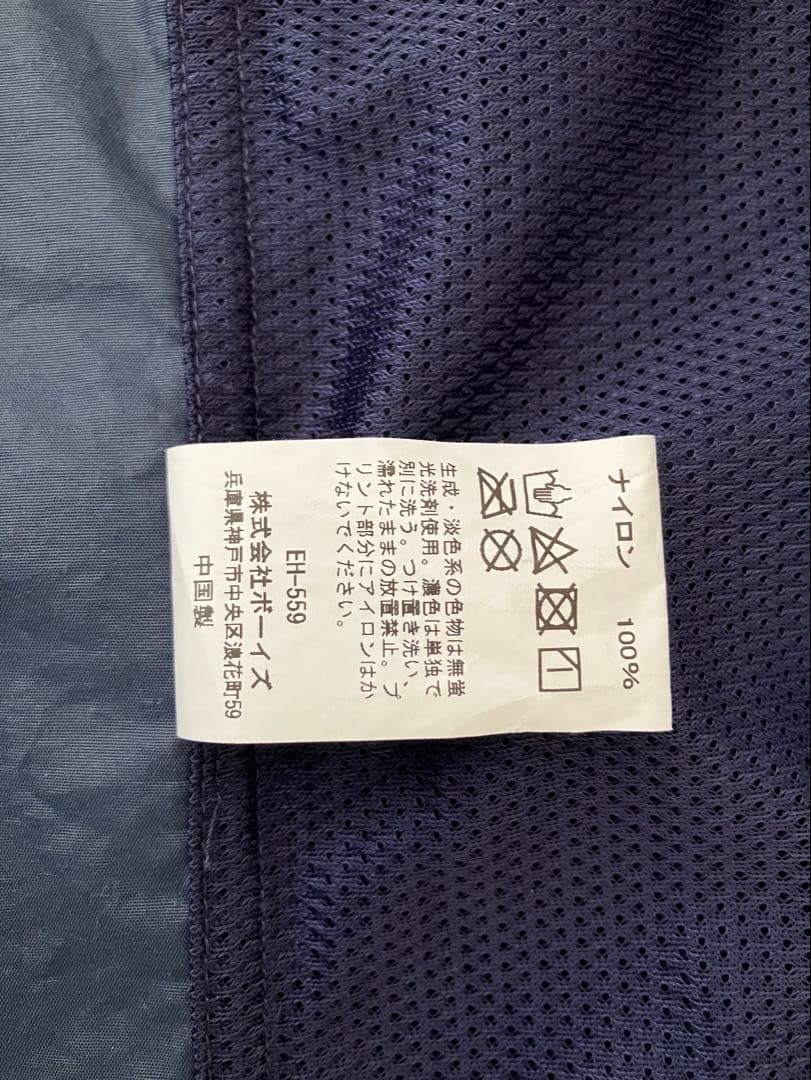 ナイロン 100%
生成・淡色系の色物は無蛍
光洗剤使用。濃色は単独で
別に洗う。つけ置き洗い、
濡れたままの放置禁止。プ
リント部分にアイロンはか
けないでください。
EH-559
株式会社ボーイズ
兵庫県神戸市中央区浪花町59
中国製